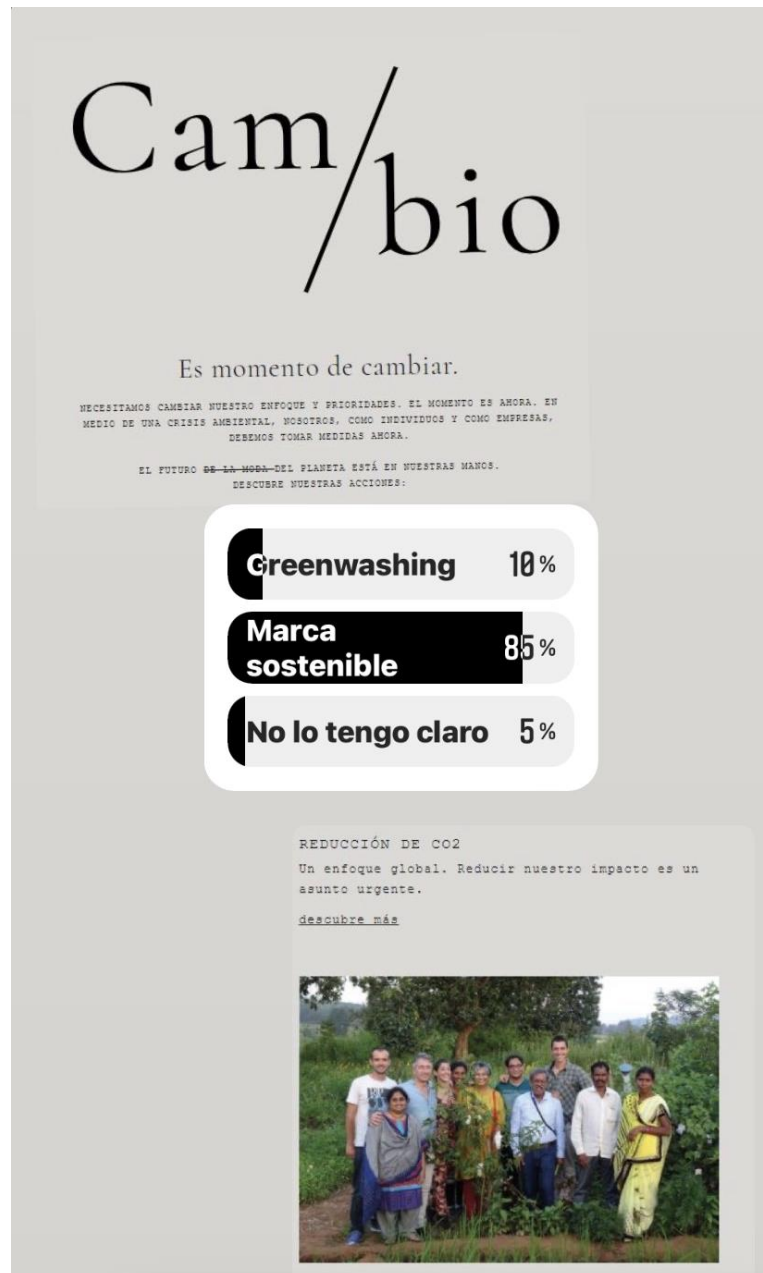 Cam/
bio
Es momento de cambiar.
NECESITAMOS CAMBIAR NUESTRO ENFOQUE Y PRIORIDADES. EL MOMENTO ES AHORA. EN
MEDIO DE UNA CRISIS AMBIENTAL, NOSOTROS, COMO INDIVIDUOS Y COMO EMPRESAS,
DEBEMOS TOMAR MEDIDAS AHORA.
EL FUTURO DE LA MODA DEL PLANETA ESTÁ EN NUESTRAS MANOS.
DESCUBRE NUESTRAS ACCIONES:
Greenwashing 10%
Marca
sostenible 85%
No lo tengo claro 5%
REDUCCIÓN DE CO2
Un enfoque global. Reducir nuestro impacto es un
asunto urgente.
descubre más